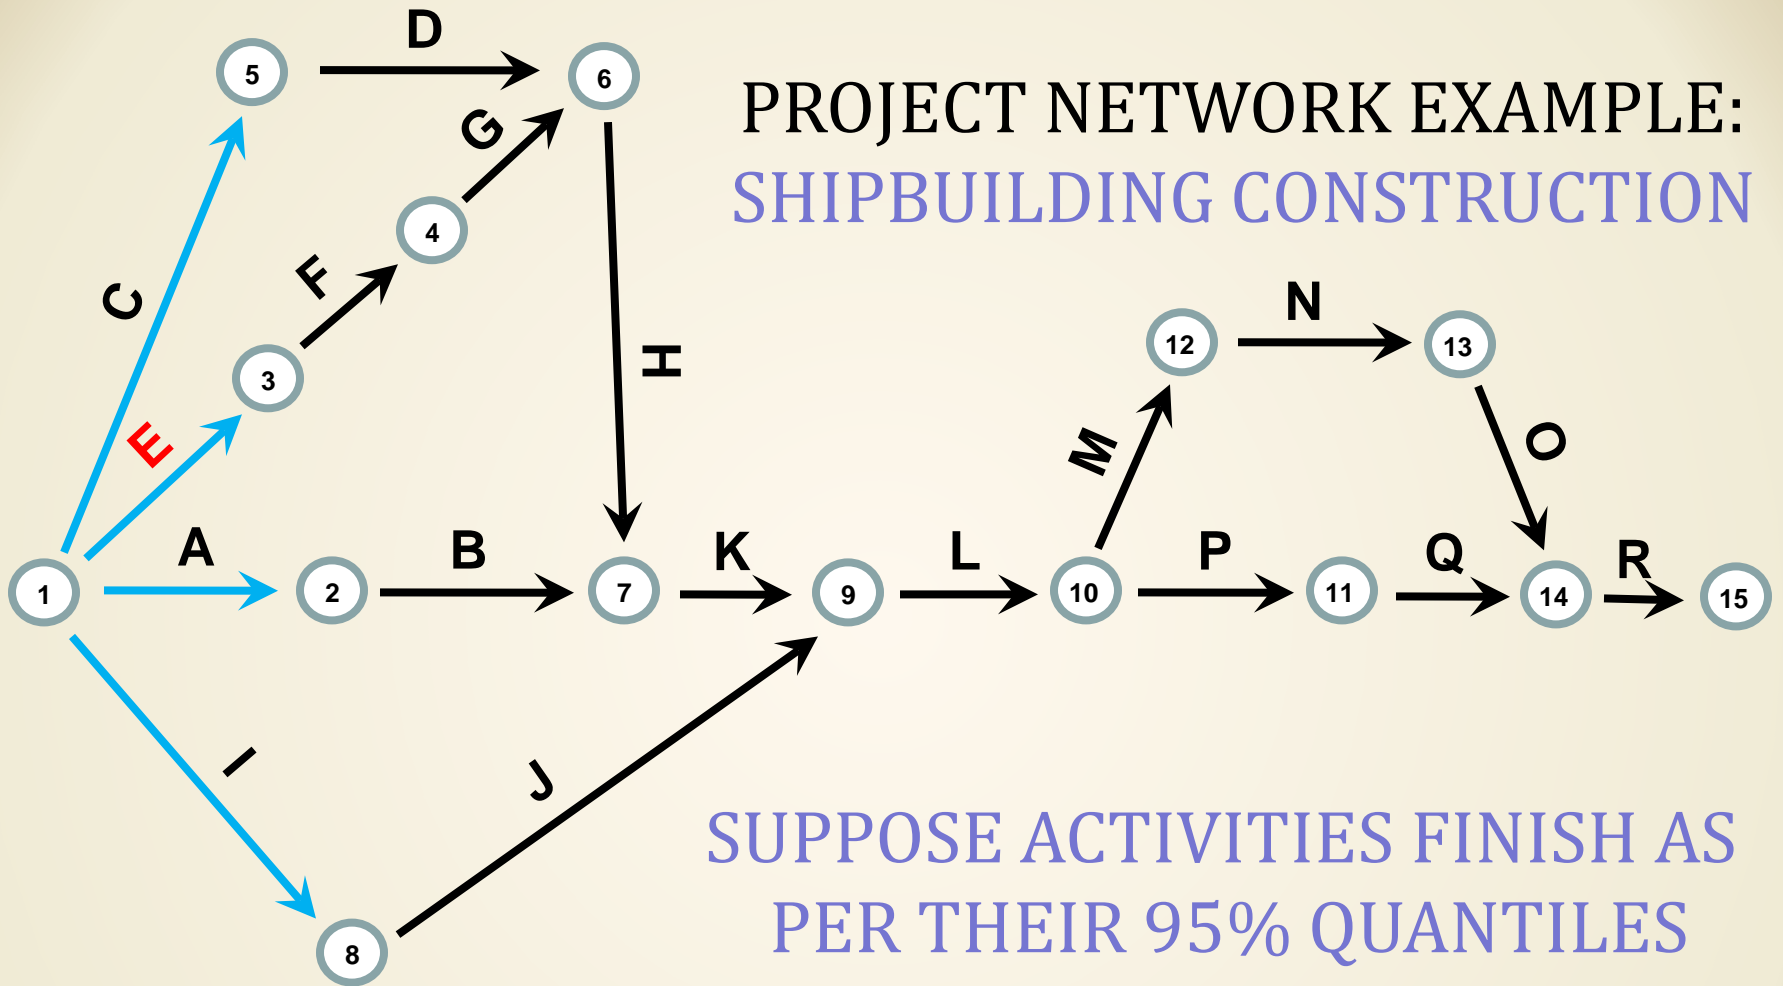 D
5
6
PROJECT NETWORK EXAMPLE:
G
SHIPBUILDING CONSTRUCTION
4
F
C
N
12
13
H
3
E
M
O
A
B
K
L
P
Q
R
1
2
7
9
10
11
14
15
I
J
SUPPOSE ACTIVITIES FINISH AS
PER THEIR 95% QUANTILES
8